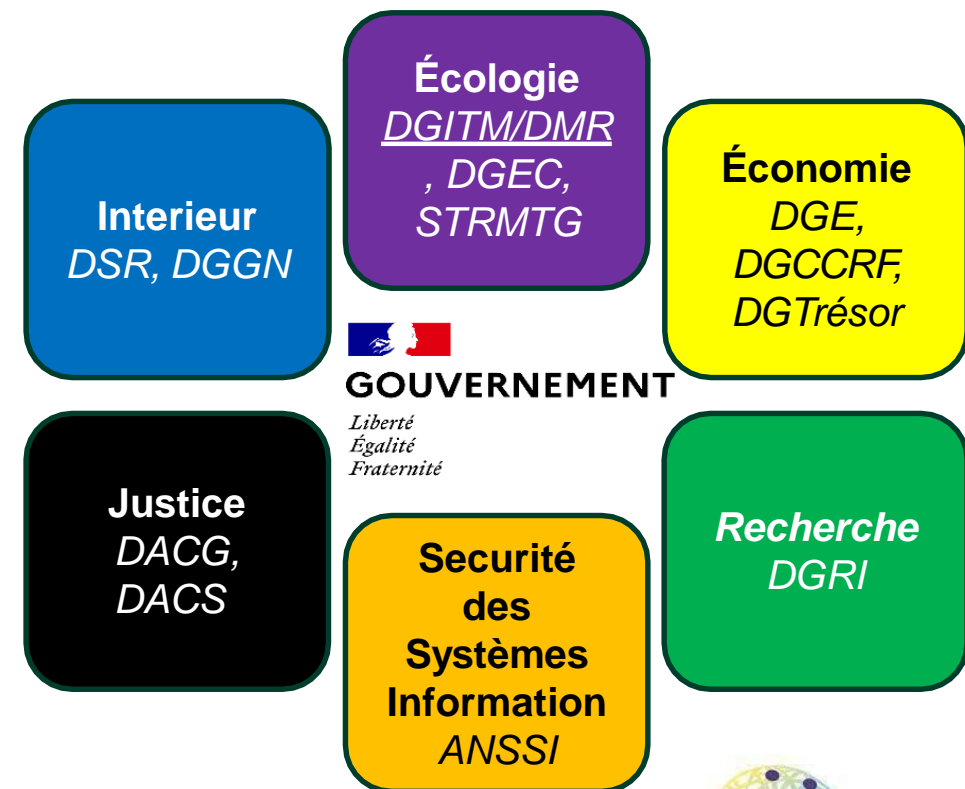 Écologie
DGITM/DMR
, DGEC,
STRMTG
Interieur
DSR, DGGN
Économie
DGE,
DGCCRF,
DGTrésor
GOUVERNEMENT
Liberté
Égalité
Fraternité
Justice
DACG,
DACS
Securité
des
Systèmes
Information
ANSSI
Recherche
DGRI